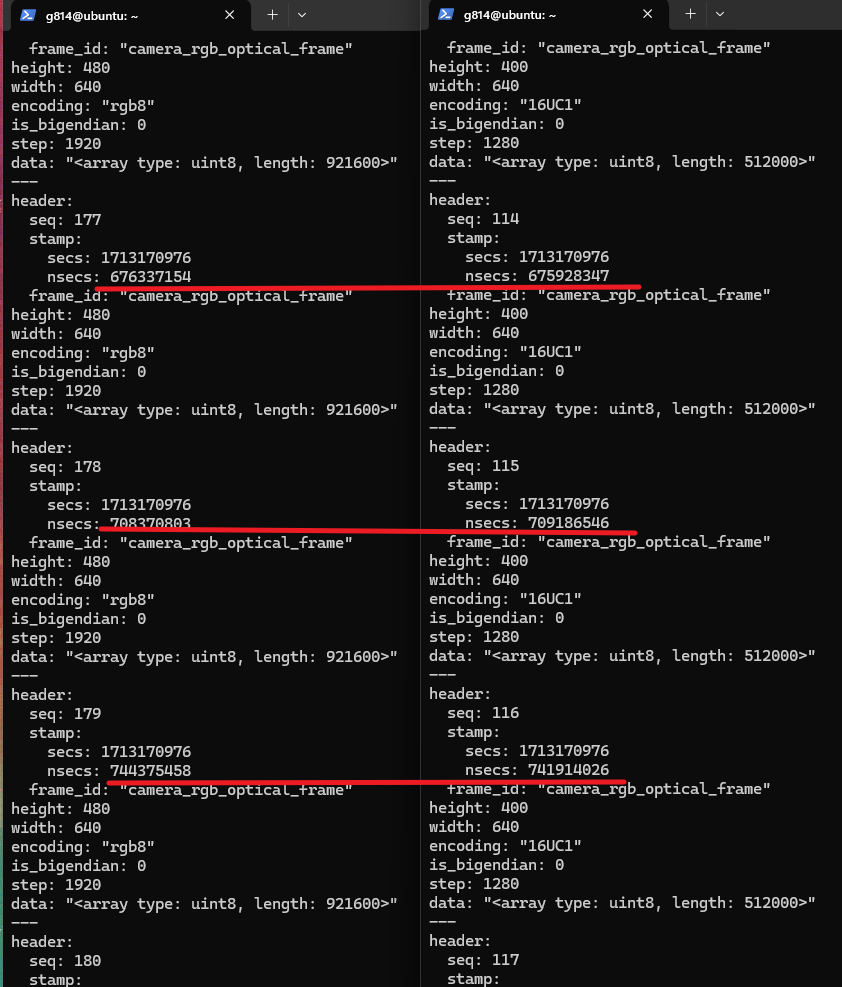 g814@ubuntu: ~
  frame_id: "camera_rgb_optical_frame"
height: 480
width: 640
encoding: "rgb8"
is_bigendian: 0
step: 1920
data: "<array type: uint8, length: 921600>"
---
header:
  seq: 177
  stamp:
    secs: 1713170976
    nsecs: 676337154
  frame_id: "camera_rgb_optical_frame"
height: 480
width: 640
encoding: "rgb8"
is_bigendian: 0
step: 1920
data: "<array type: uint8, length: 921600>"
---
header:
  seq: 178
  stamp:
    secs: 1713170976
    nsecs: 708370803
  frame_id: "camera_rgb_optical_frame"
height: 480
width: 640
encoding: "rgb8"
is_bigendian: 0
step: 1920
data: "<array type: uint8, length: 921600>"
---
header:
  seq: 179
  stamp:
    secs: 1713170976
    nsecs: 744375458
  frame_id: "camera_rgb_optical_frame"
height: 480
width: 640
encoding: "rgb8"
is_bigendian: 0
step: 1920
data: "<array type: uint8, length: 921600>"
---
header:
  seq: 180
  stamp:
g814@ubuntu: ~
  frame_id: "camera_rgb_optical_frame"
height: 400
width: 640
encoding: "16UC1"
is_bigendian: 0
step: 1280
data: "<array type: uint8, length: 512000>"
---
header:
  seq: 114
  stamp:
    secs: 1713170976
    nsecs: 675928347
  frame_id: "camera_rgb_optical_frame"
height: 400
width: 640
encoding: "16UC1"
is_bigendian: 0
step: 1280
data: "<array type: uint8, length: 512000>"
---
header:
  seq: 115
  stamp:
    secs: 1713170976
    nsecs: 709186546
  frame_id: "camera_rgb_optical_frame"
height: 400
width: 640
encoding: "16UC1"
is_bigendian: 0
step: 1280
data: "<array type: uint8, length: 512000>"
---
header:
  seq: 116
  stamp:
    secs: 1713170976
    nsecs: 741914026
  frame_id: "camera_rgb_optical_frame"
height: 400
width: 640
encoding: "16UC1"
is_bigendian: 0
step: 1280
data: "<array type: uint8, length: 512000>"
---
header:
  seq: 117
  stamp: